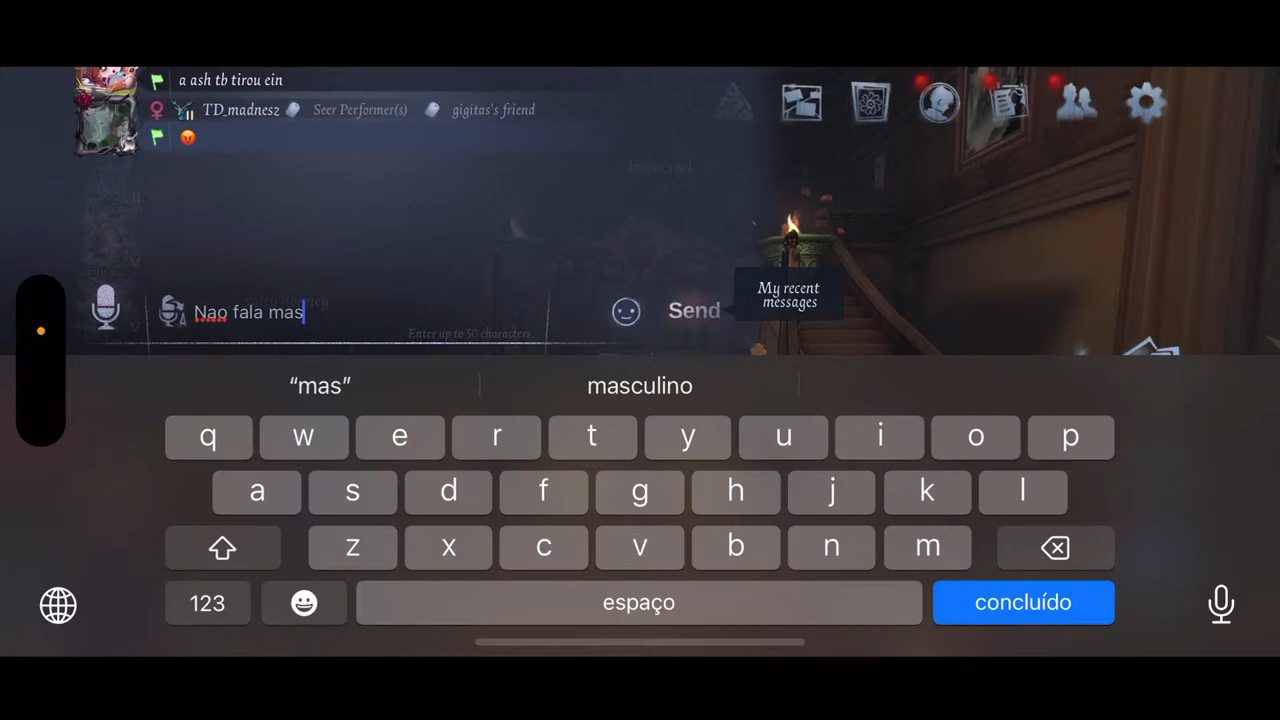 a ash tb tirou ein
TD_madnesz Seer Performer(s) gigitas's friend
😡
Nao fala mas
Enter up to 50 characters.
Send
My recent
messages
“mas” masculino
q w e r t y u i o p
a s d f g h j k l
z x c v b n m
123 espaço concluído